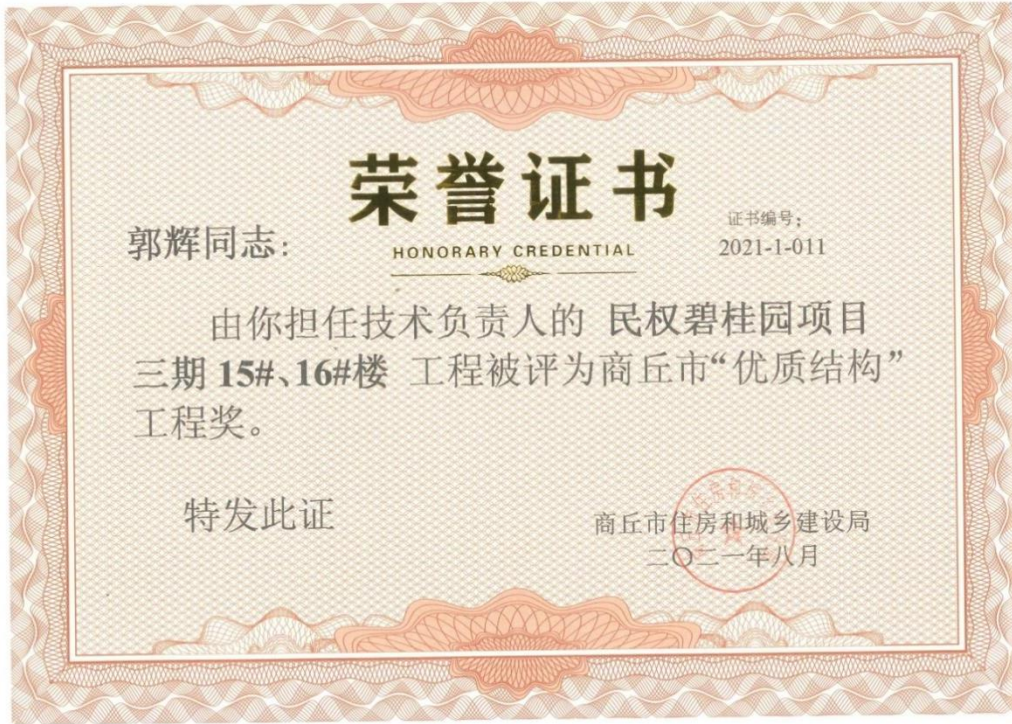 荣誉证书
HONORARY CREDENTIAL
证书编号:
2021-1-011
郭辉同志:
由你担任技术负责人的 民权碧桂园项目
三期 15#、16#楼 工程被评为商丘市“优质结构”
工程奖。
特发此证
商丘市住房和城乡建设局
二〇二一年八月